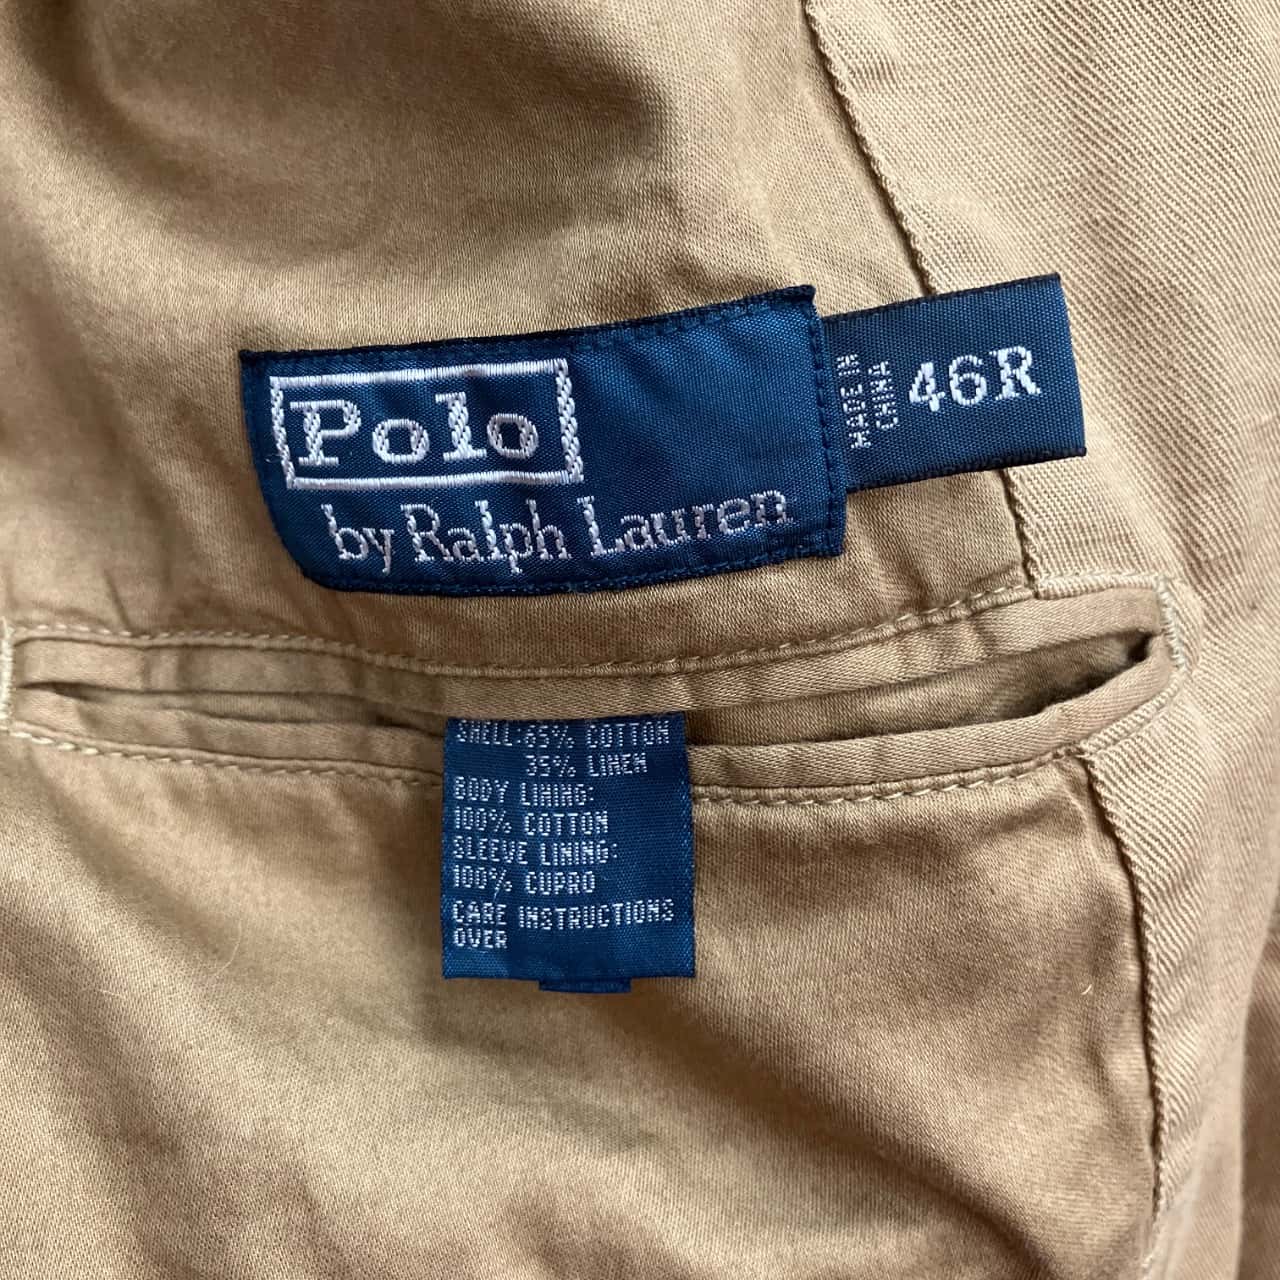 Polo
by Ralph Lauren
MADE IN
CHINA
46R
SHELL: 65% COTTON
35% LINEN
BODY LINING:
100% COTTON
SLEEVE LINING:
100% CUPRO
CARE INSTRUCTIONS
OVER